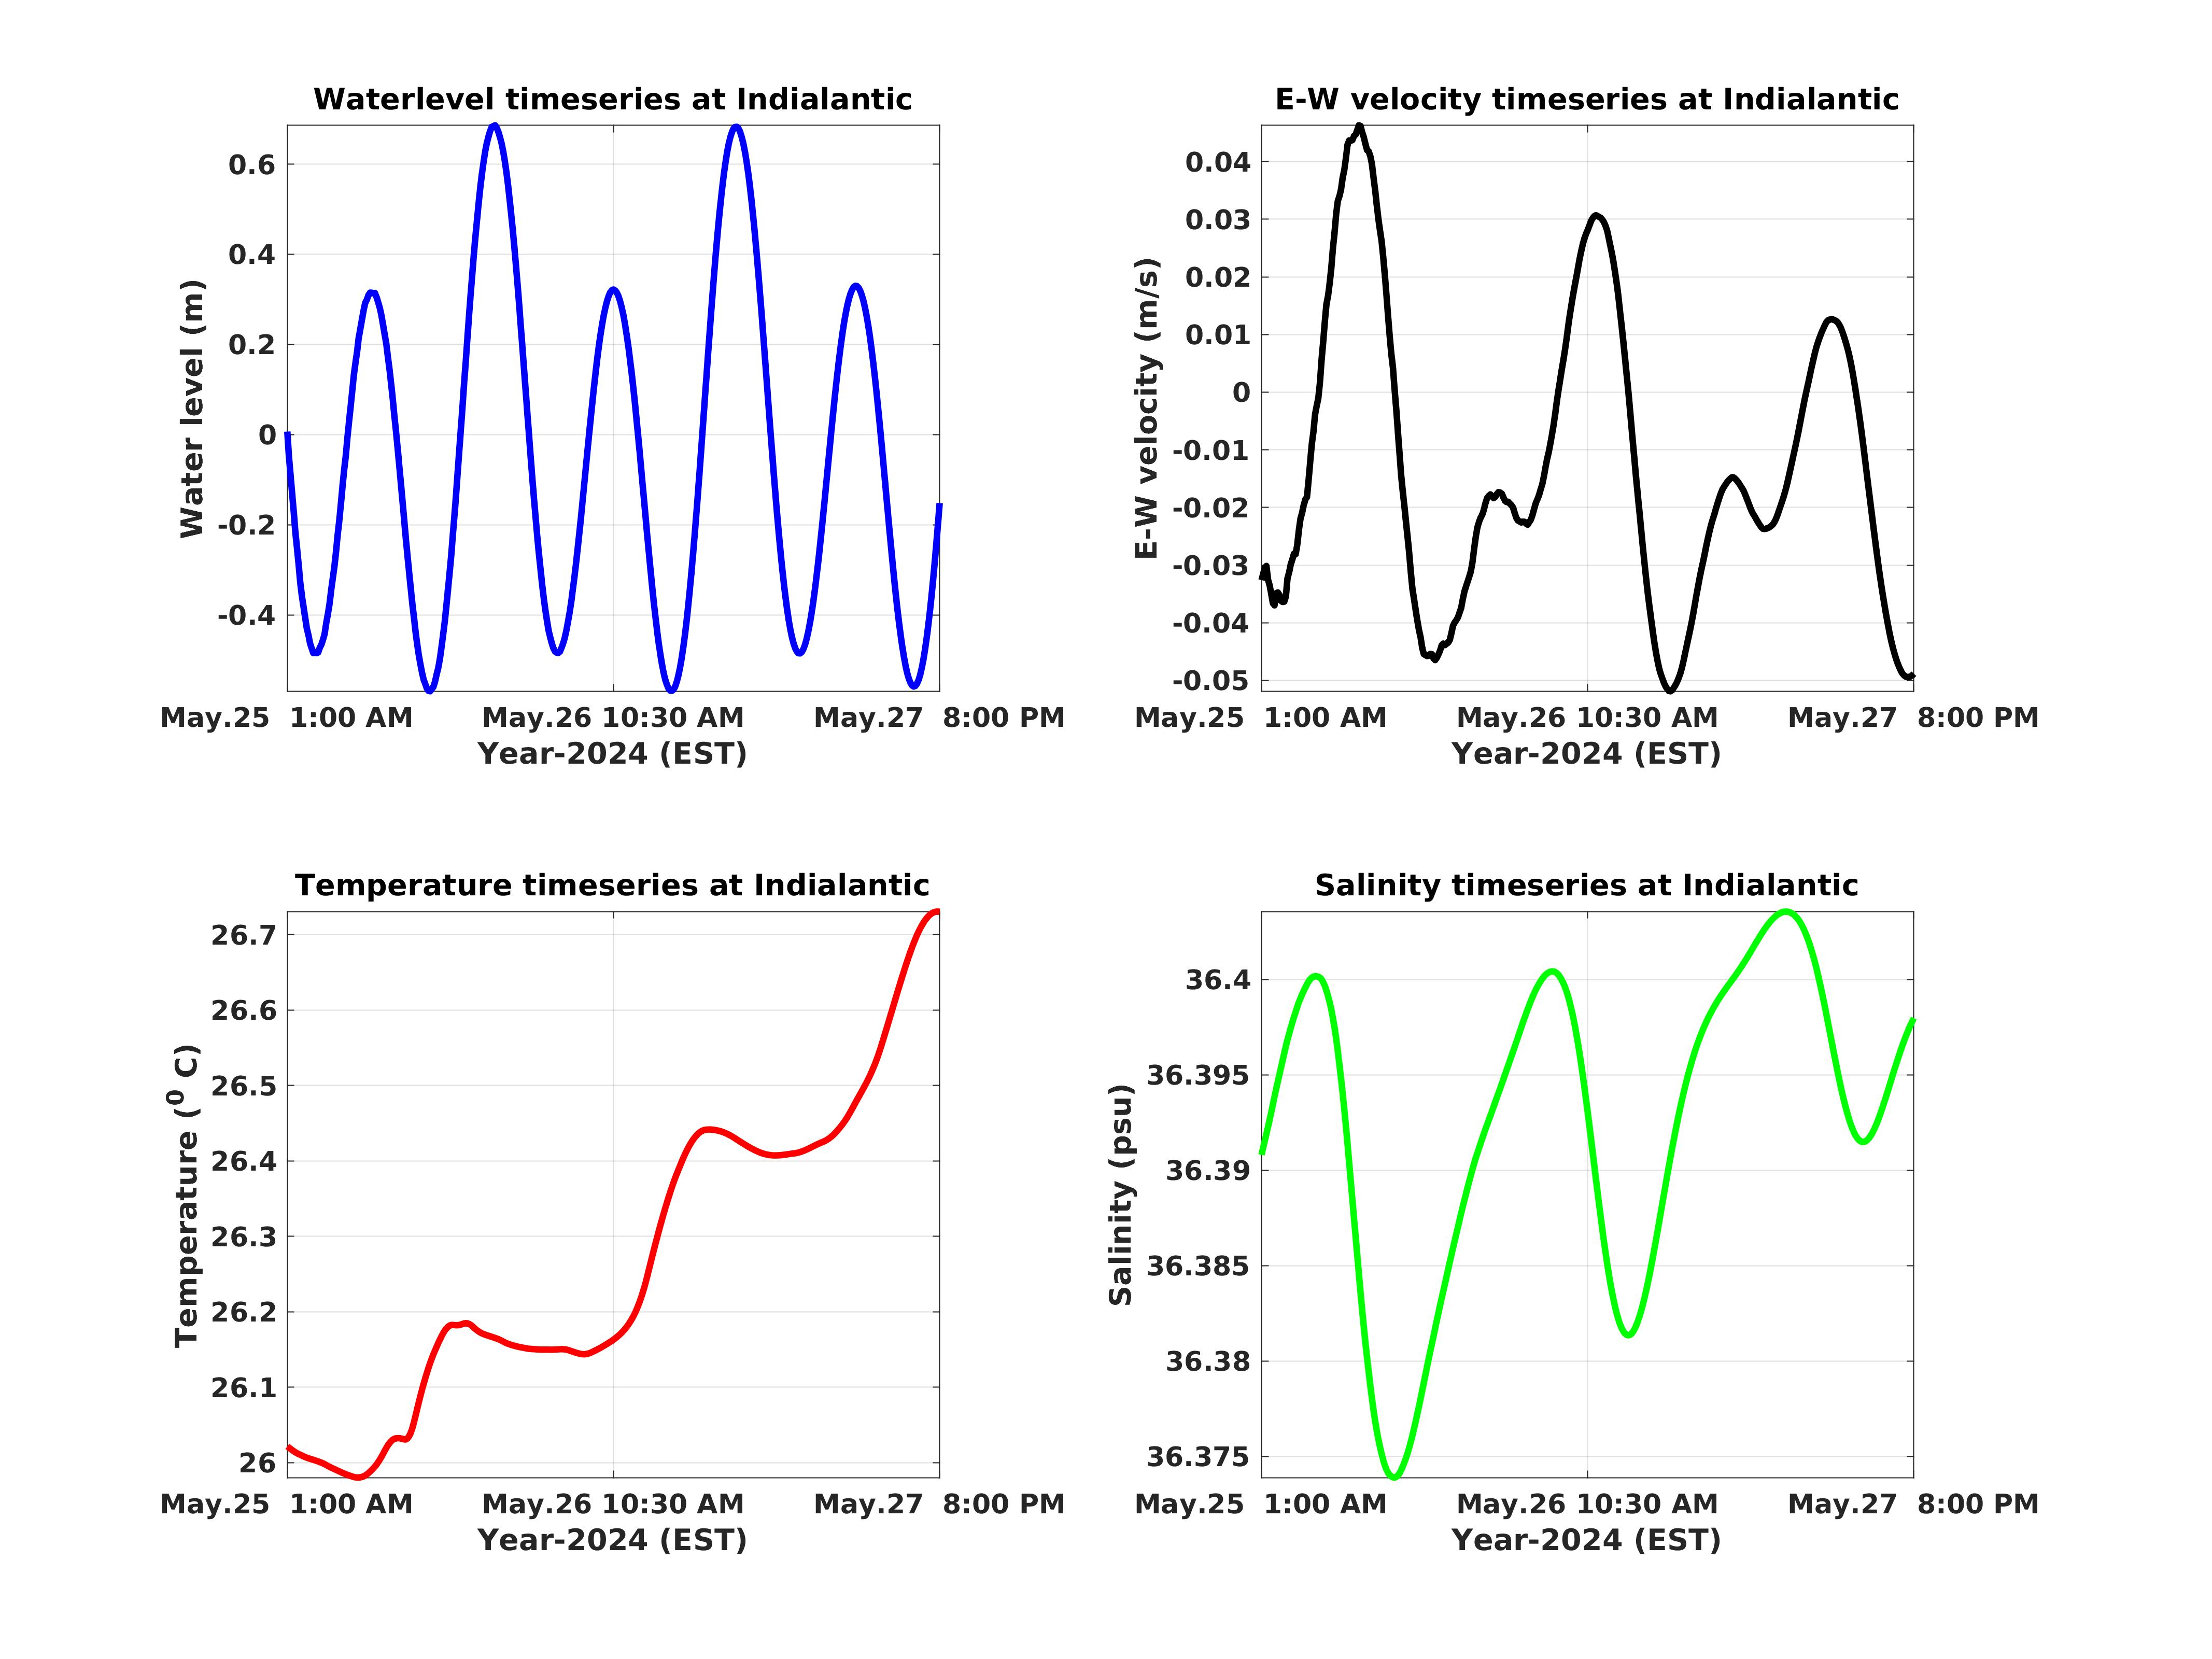 Waterlevel timeseries at Indialantic
0.6
0.4
0.2
0
-0.2
-0.4
Water level (m)
May.25 1:00 AM May.26 10:30 AM May.27 8:00 PM
Year-2024 (EST)
E-W velocity timeseries at Indialantic
0.04
0.03
0.02
0.01
0
-0.01
-0.02
-0.03
-0.04
-0.05
E-W velocity (m/s)
May.25 1:00 AM May.26 10:30 AM May.27 8:00 PM
Year-2024 (EST)
Temperature timeseries at Indialantic
26.7
26.6
26.5
26.4
26.3
26.2
26.1
26
Temperature (⁰ C)
May.25 1:00 AM May.26 10:30 AM May.27 8:00 PM
Year-2024 (EST)
Salinity timeseries at Indialantic
36.4
36.395
36.39
36.385
36.38
36.375
Salinity (psu)
May.25 1:00 AM May.26 10:30 AM May.27 8:00 PM
Year-2024 (EST)